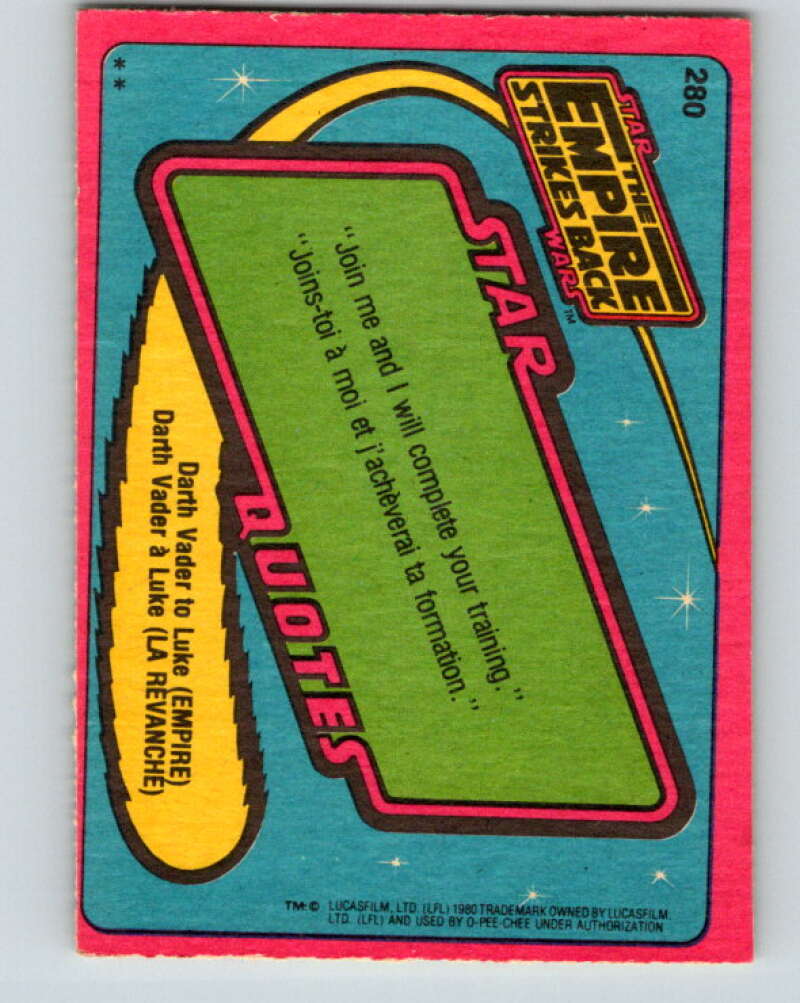 280
STAR
THE
EMPIRE
STRIKES BACK
WARS™
STAR
"Join me and I will complete your training."
"Joins-toi à moi et j'achèverai ta formation."
QUOTES
Darth Vader to Luke (EMPIRE)
Darth Vader à Luke (LA REVANCHE)
TM: © LUCASFILM, LTD. (LFL) 1980 TRADEMARK OWNED BY LUCASFILM,
LTD. (LFL) AND USED BY O-PEE-CHEE UNDER AUTHORIZATION
**